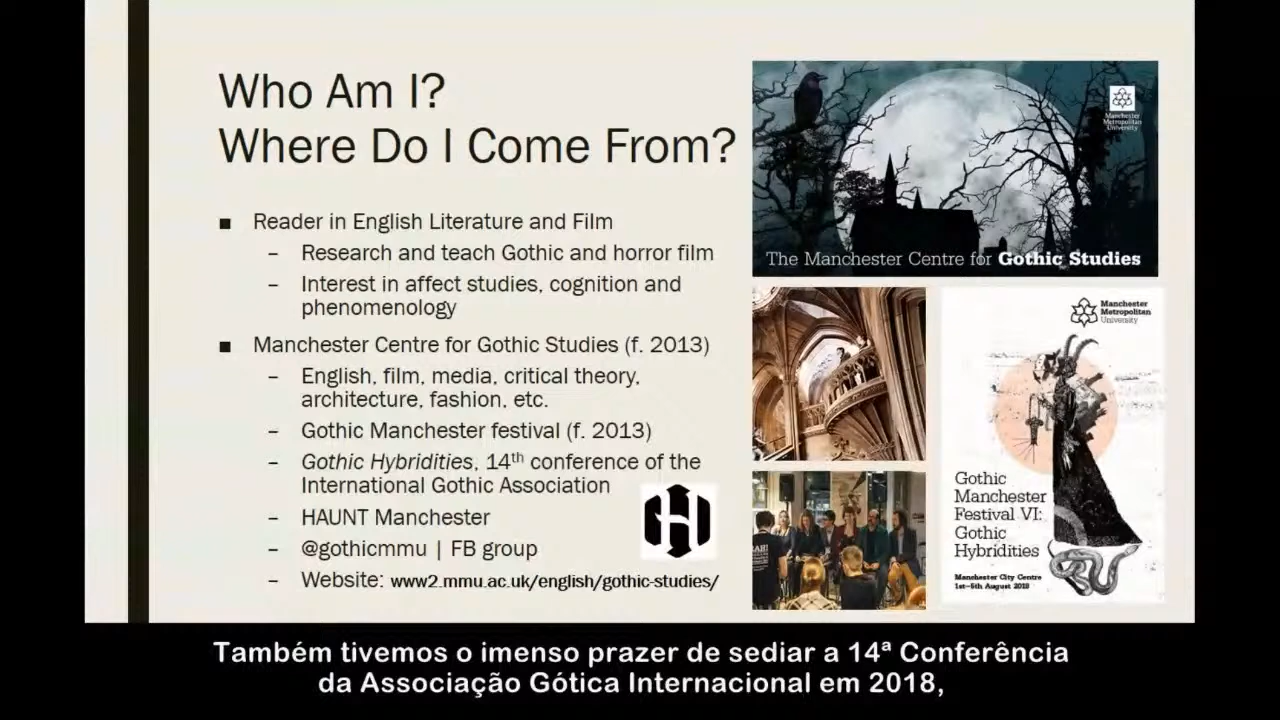 Who Am I?
Where Do I Come From?
■ Reader in English Literature and Film
– Research and teach Gothic and horror film
– Interest in affect studies, cognition and
phenomenology
■ Manchester Centre for Gothic Studies (f. 2013)
– English, film, media, critical theory,
architecture, fashion, etc.
– Gothic Manchester festival (f. 2013)
– Gothic Hybridities, 14th conference of the
International Gothic Association
– HAUNT Manchester
– @gothicmmu | FB group
– Website: www2.mmu.ac.uk/english/gothic-studies/
H
Manchester
Metropolitan
University
The Manchester Centre for Gothic Studies
Manchester
Metropolitan
University
Gothic
Manchester
Festival VI:
Gothic
Hybridities
Manchester City Centre
1st–5th August 2018
Também tivemos o imenso prazer de sediar a 14ª Conferência
da Associação Gótica Internacional em 2018,